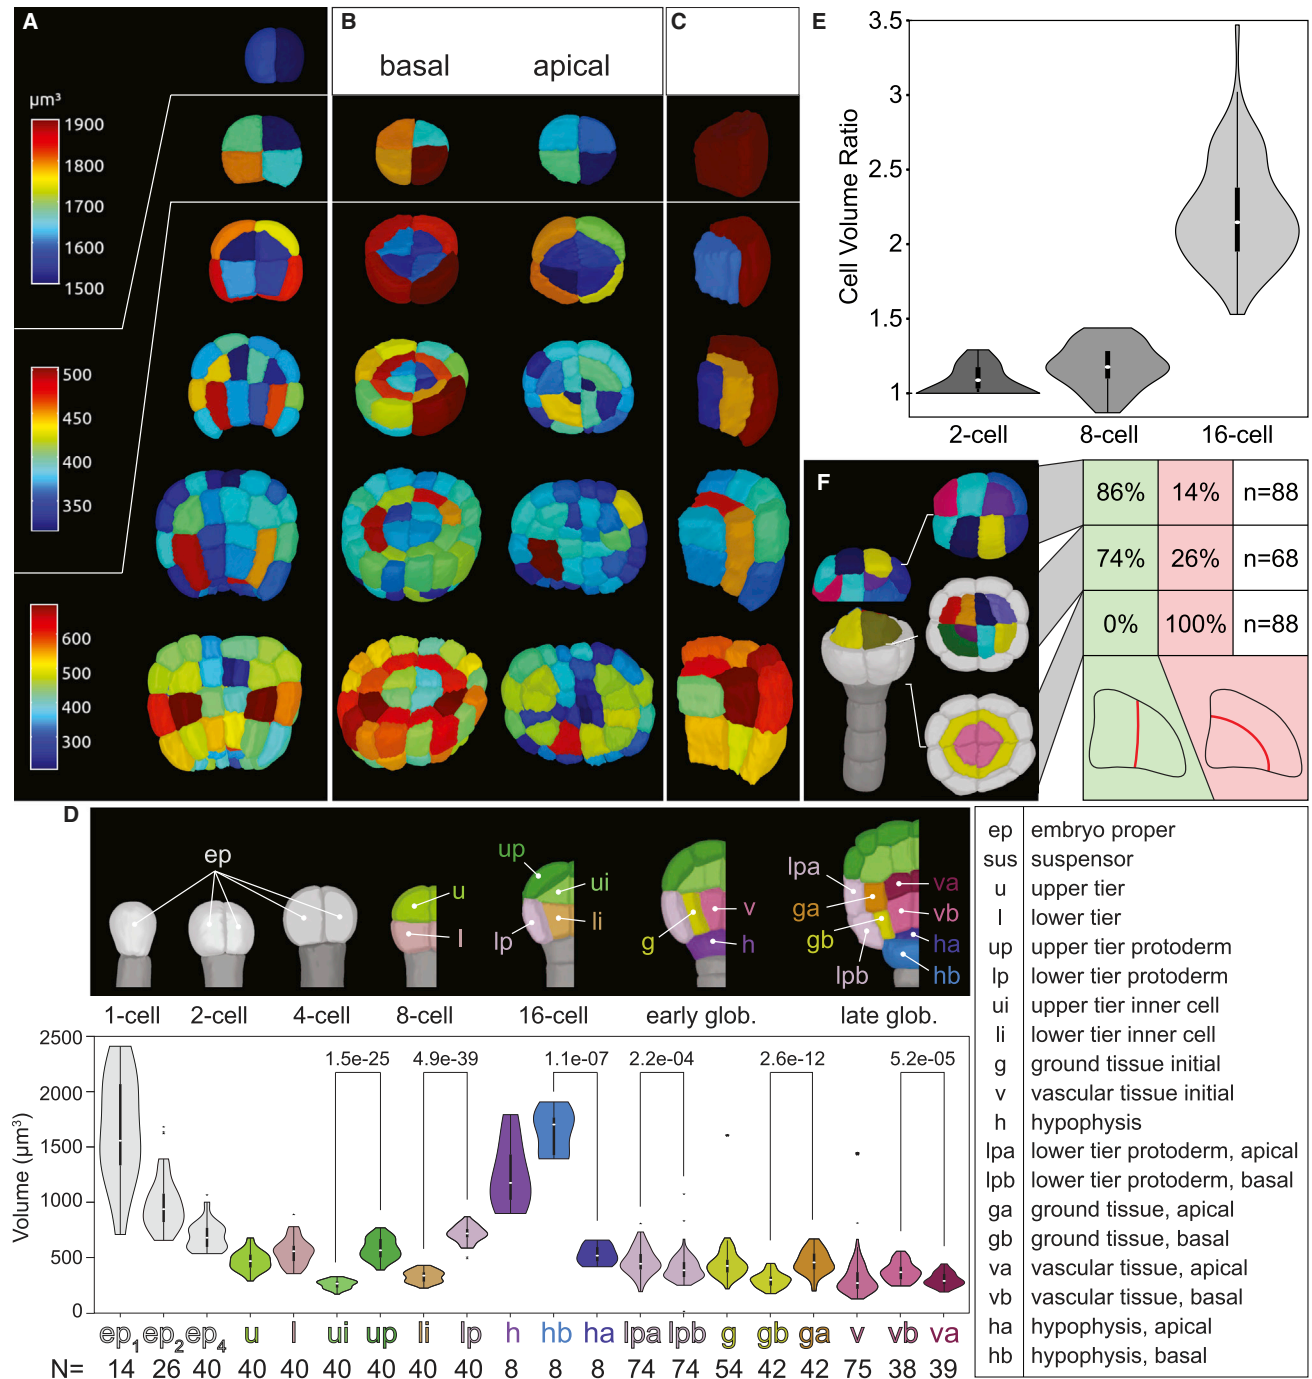 A
B
C
basal apical
µm³
1900
1800
1700
1600
1500
500
450
400
350
600
500
400
300
E
Cell Volume Ratio
3.5
3
2.5
2
1.5
1
2-cell 8-cell 16-cell
F
86% 14% n=88
74% 26% n=68
0% 100% n=88
D
ep
u
l
up
ui
li
lp
v
g
h
lpa
va
ga
vb
gb
ha
lpb
hb
1-cell 2-cell 4-cell 8-cell 16-cell early glob. late glob.
Volume (µm³)
2500
2000
1500
1000
500
0
1.5e-25 4.9e-39 1.1e-07 2.2e-04 2.6e-12 5.2e-05
ep₁ ep₂ ep₄ u l ui up li lp h hb ha lpa lpb g gb ga v vb va
N= 14 26 40 40 40 40 40 40 40 8 8 8 74 74 54 42 42 75 38 39
ep embryo proper
sus suspensor
u upper tier
l lower tier
up upper tier protoderm
lp lower tier protoderm
ui upper tier inner cell
li lower tier inner cell
g ground tissue initial
v vascular tissue initial
h hypophysis
lpa lower tier protoderm, apical
lpb lower tier protoderm, basal
ga ground tissue, apical
gb ground tissue, basal
va vascular tissue, apical
vb vascular tissue, basal
ha hypophysis, apical
hb hypophysis, basal